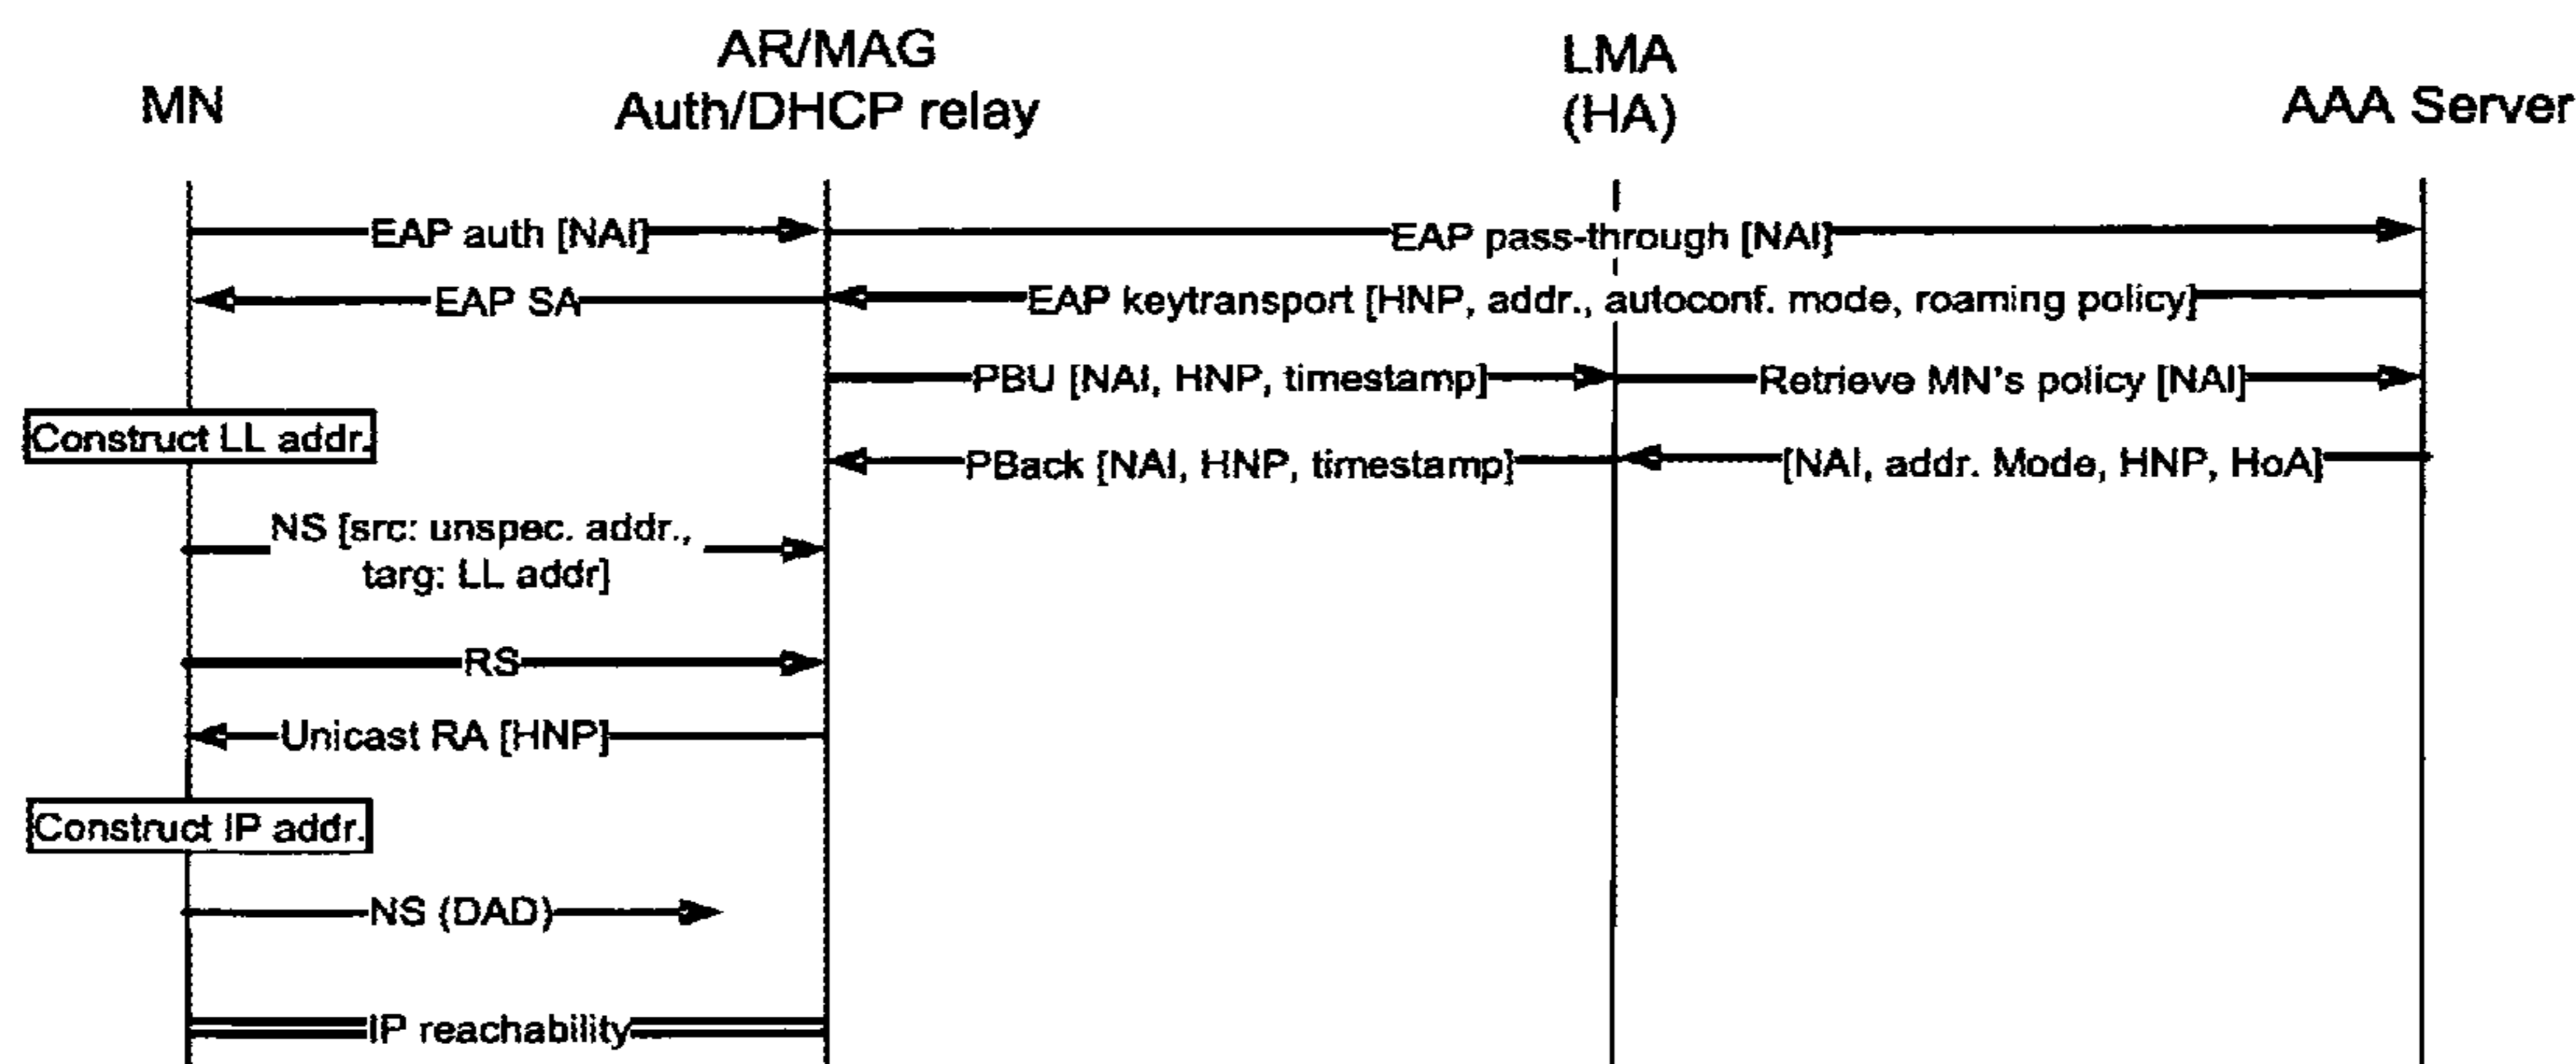 MN
AR/MAG
Auth/DHCP relay
LMA
(HA)
AAA Server
EAP auth [NAI]
EAP pass-through [NAI]
EAP SA
EAP keytransport [HNP, addr., autoconf. mode, roaming policy]
PBU [NAI, HNP, timestamp]
Retrieve MN's policy [NAI]
Construct LL addr.
PBack [NAI, HNP, timestamp]
[NAI, addr. Mode, HNP, HoA]
NS [src: unspec. addr.,
targ: LL addr]
RS
Unicast RA [HNP]
Construct IP addr.
NS (DAD)
IP reachability